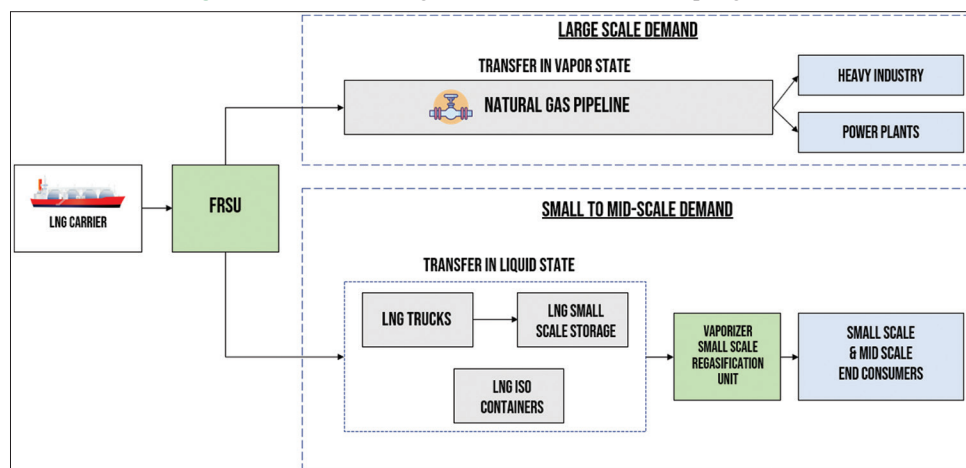 LARGE SCALE DEMAND
TRANSFER IN VAPOR STATE
NATURAL GAS PIPELINE
HEAVY INDUSTRY
POWER PLANTS
LNG CARRIER
FRSU
SMALL TO MID-SCALE DEMAND
TRANSFER IN LIQUID STATE
LNG TRUCKS
LNG SMALL
SCALE STORAGE
LNG ISO
CONTAINERS
VAPORIZER
SMALL SCALE
REGASIFICATION
UNIT
SMALL SCALE
& MID SCALE
END CONSUMERS